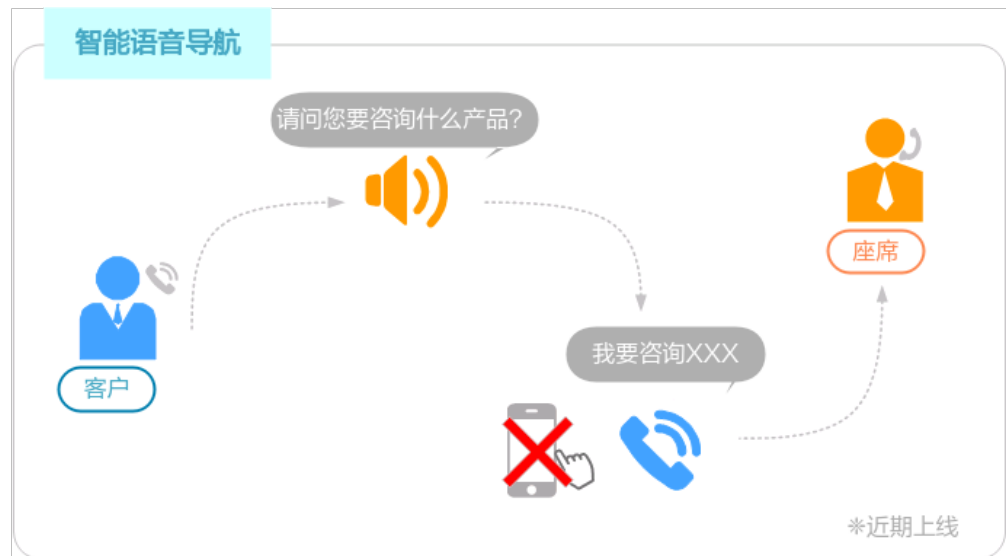 智能语音导航
请问您要咨询什么产品?
座席
我要咨询XXX
客户
※近期上线